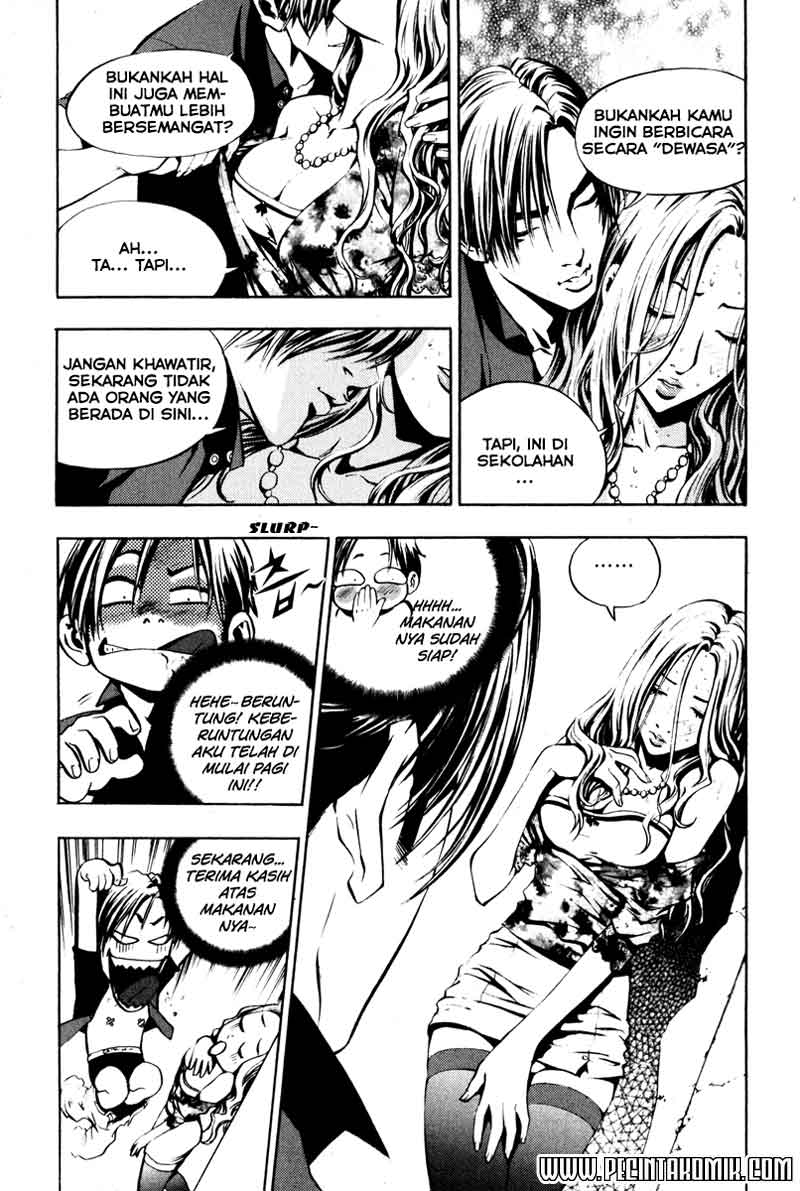 BUKANKAH KAMU
INGIN BERBICARA
SECARA "DEWASA"?
TAPI, INI DI
SEKOLAHAN
...
BUKANKAH HAL
INI JUGA MEM-
BUATMU LEBIH
BERSEMANGAT?
AH...
TA... TAPI...
JANGAN KHAWATIR,
SEKARANG TIDAK
ADA ORANG YANG
BERADA DI SINI...
......
HHHH...
MAKANAN
NYA SUDAH
SIAP!
SLURP~
흐
HEHE~BERUN-
TUNG! KEBE-
RUNTUNGAN
AKU TELAH DI
MULAI PAGI
INI!!
SEKARANG...
TERIMA KASIH
ATAS
MAKANAN
NYA~
WWW.PECINTAKOMIK.COM